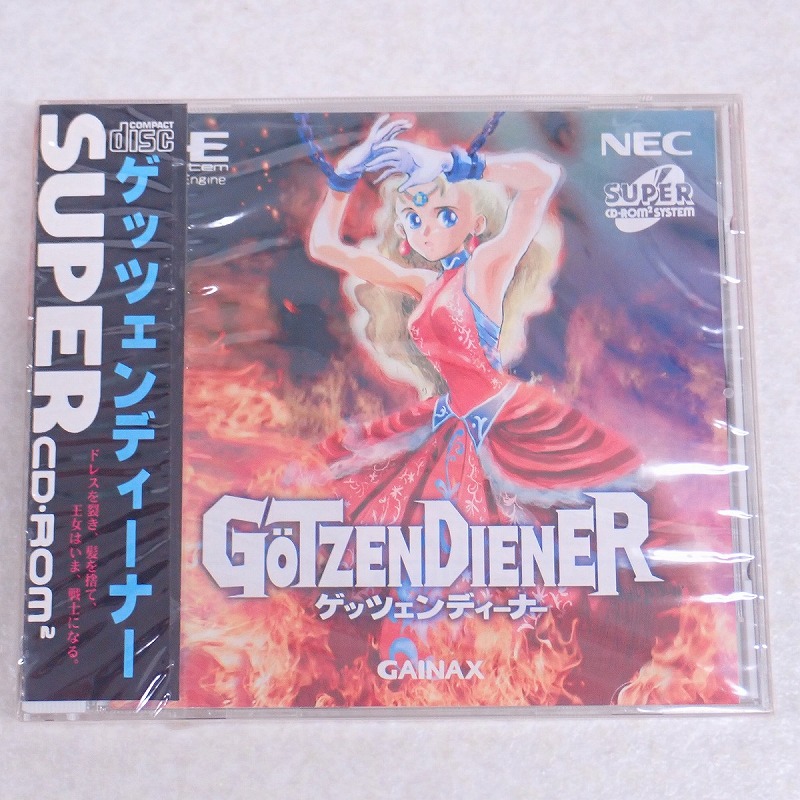 COMPACT
disc
SUPER
CD-ROM²
ゲッツェンディーナー
ドレスを裂き、髪を捨て、
王女はいま、戦士になる。
E
stem
Engine
NEC
SUPER
CD-ROM² SYSTEM
GÖTZENDIENER
ゲッツェンディーナー
GAINAX